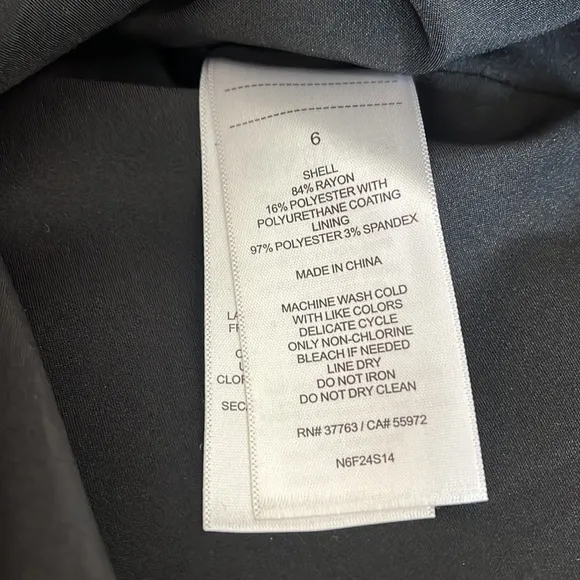 6
SHELL
84% RAYON
16% POLYESTER WITH
POLYURETHANE COATING
LINING
97% POLYESTER 3% SPANDEX
MADE IN CHINA
MACHINE WASH COLD
WITH LIKE COLORS
DELICATE CYCLE
ONLY NON-CHLORINE
BLEACH IF NEEDED
LINE DRY
DO NOT IRON
DO NOT DRY CLEAN
RN# 37763 / CA# 55972
N6F24S14